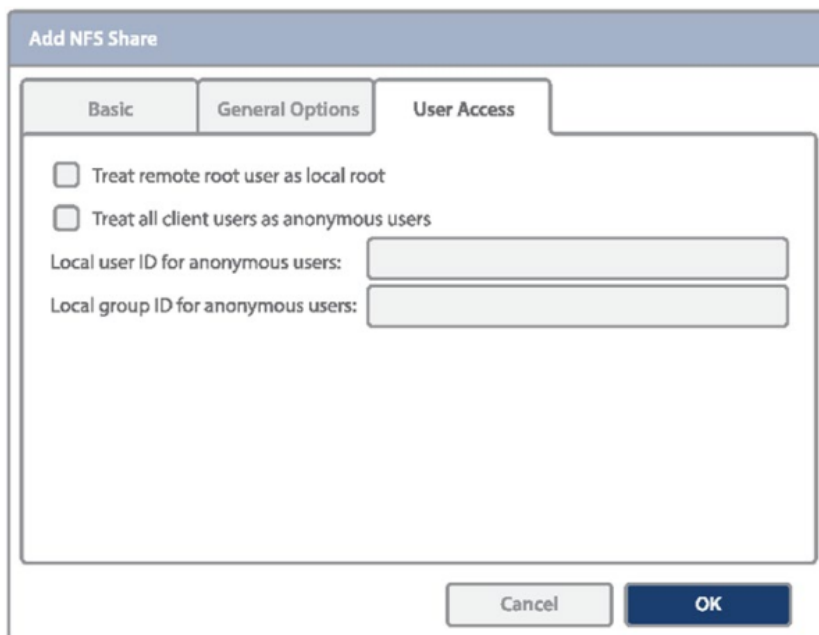 Add NFS Share
Basic
General Options
User Access
Treat remote root user as local root
Treat all client users as anonymous users
Local user ID for anonymous users:
Local group ID for anonymous users:
Cancel
OK